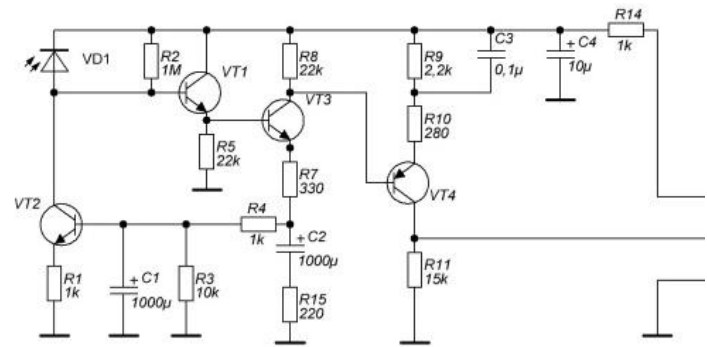 VD1
R2
1M
VT1
R8
22k
VT3
R9
2,2k
C3
0,1µ
+ C4
10µ
R14
1k
R5
22k
R7
330
R10
280
VT4
VT2
R4
1k
C2
+
1000µ
R1
1k
+ C1
1000µ
R3
10k
R15
220
R11
15k